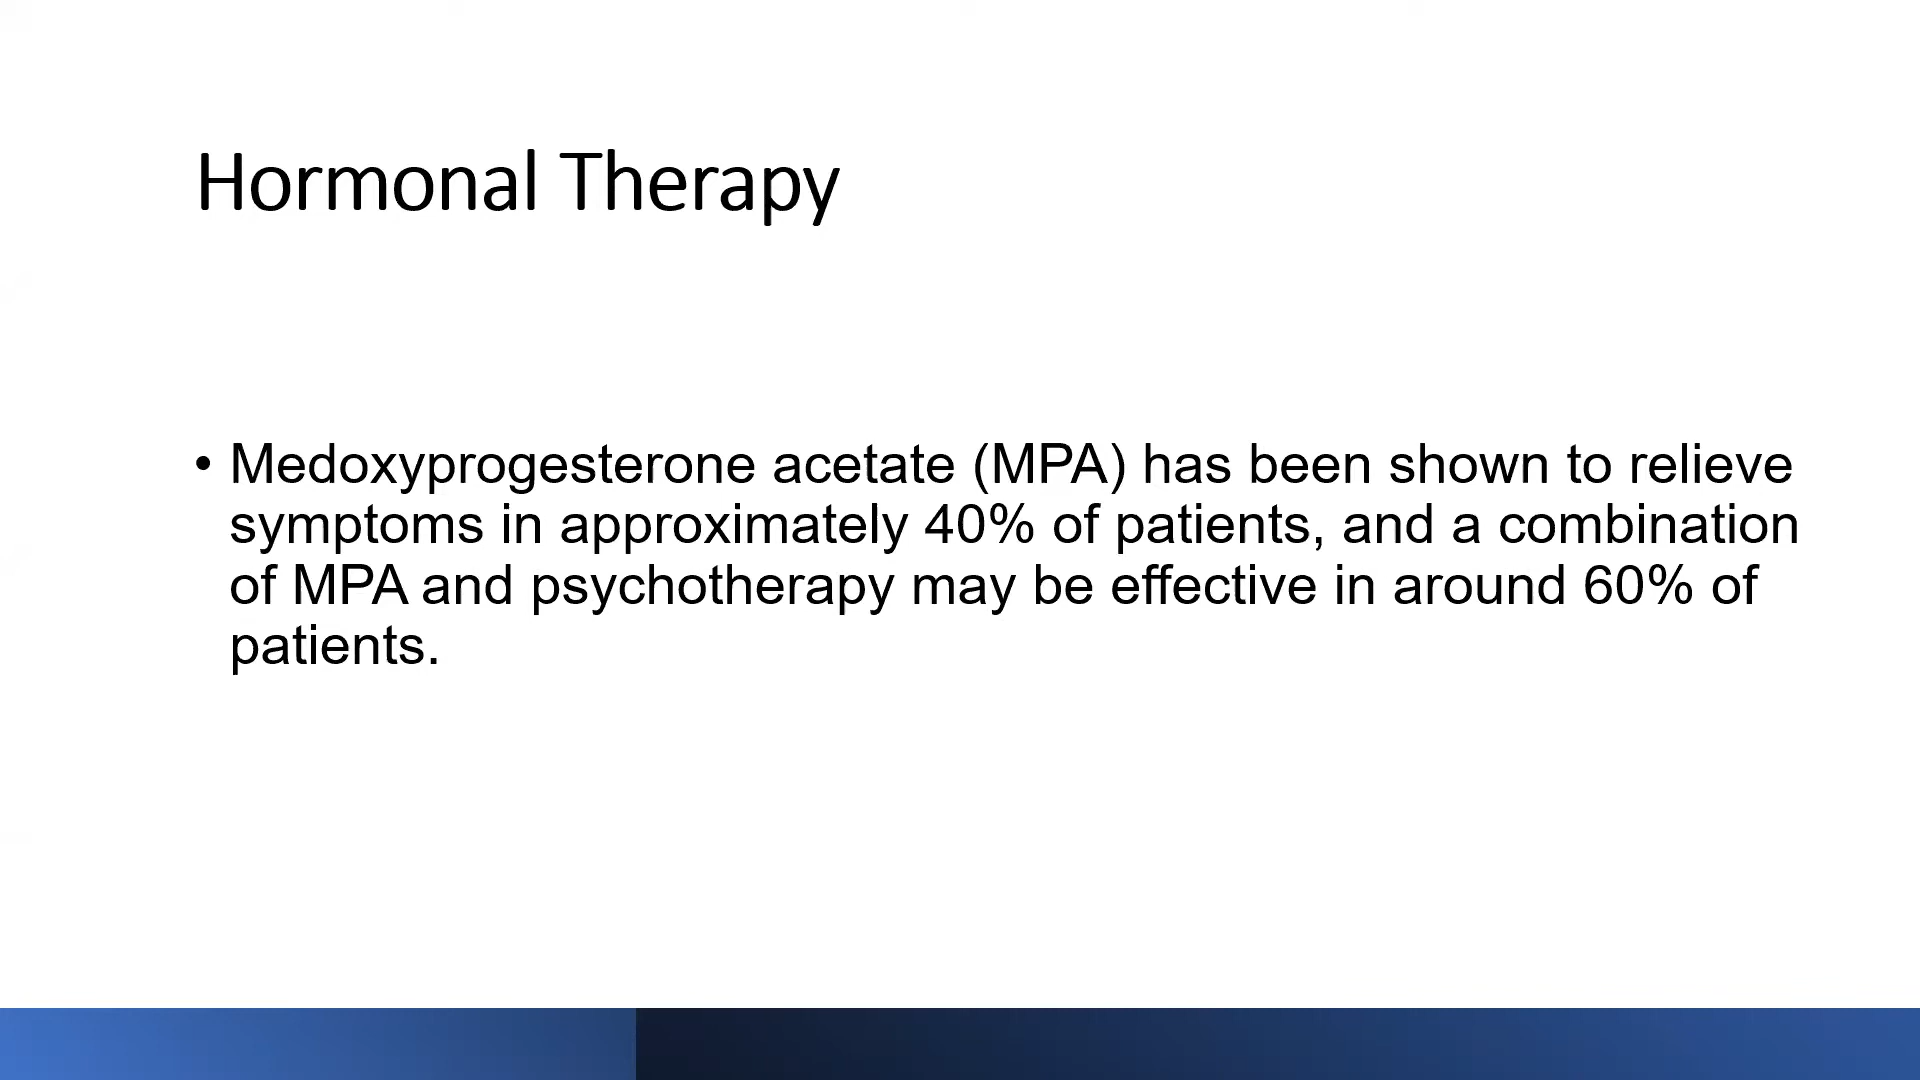 Hormonal Therapy
• Medoxyprogesterone acetate (MPA) has been shown to relieve
symptoms in approximately 40% of patients, and a combination
of MPA and psychotherapy may be effective in around 60% of
patients.